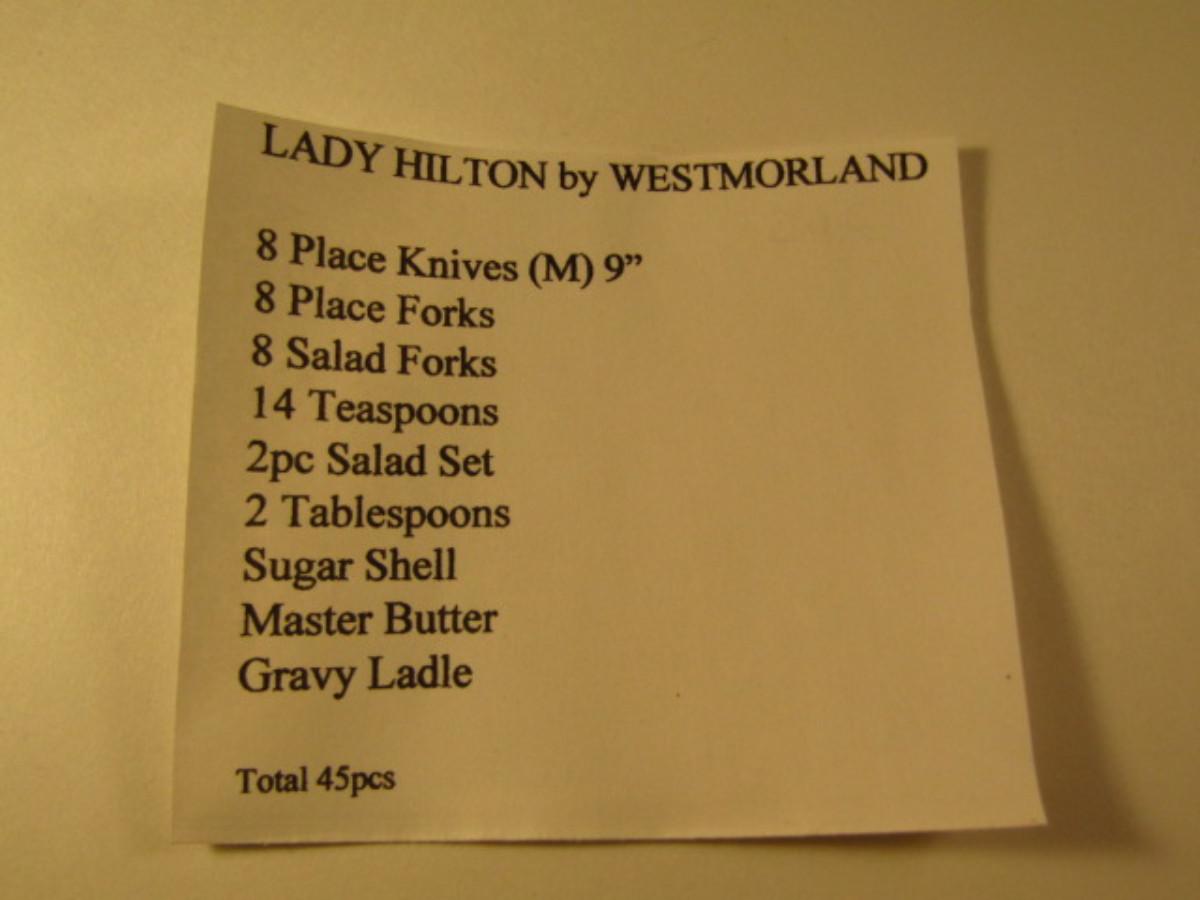 LADY HILTON by WESTMORLAND
8 Place Knives (M) 9”
8 Place Forks
8 Salad Forks
14 Teaspoons
2pc Salad Set
2 Tablespoons
Sugar Shell
Master Butter
Gravy Ladle
Total 45pcs